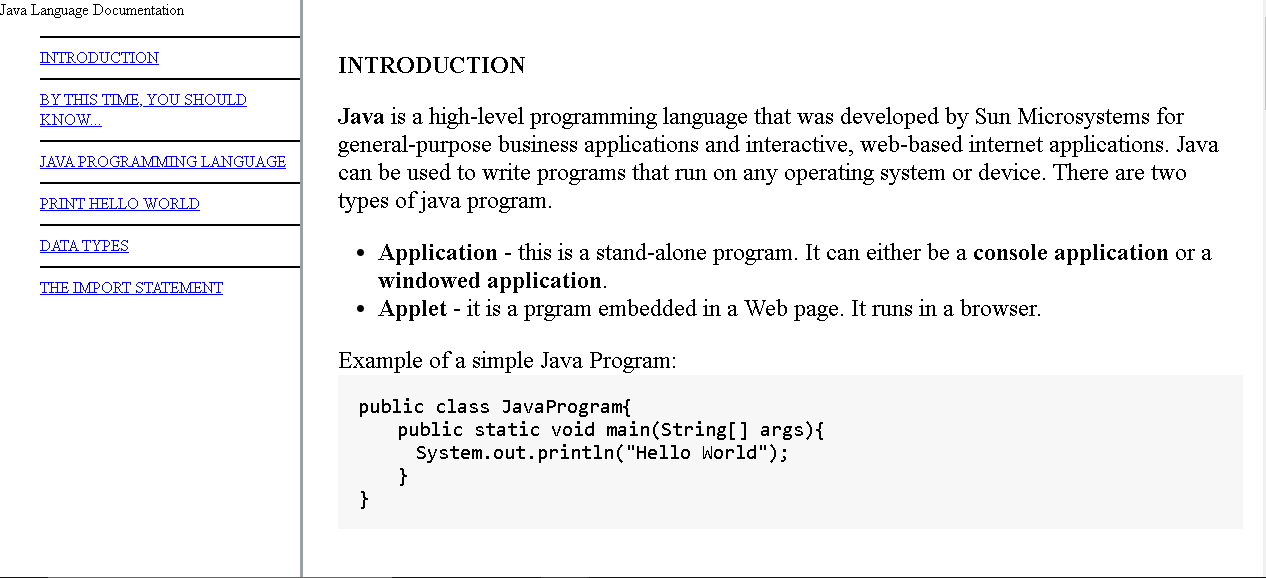 Java Language Documentation
INTRODUCTION
BY THIS TIME, YOU SHOULD
KNOW...
JAVA PROGRAMMING LANGUAGE
PRINT HELLO WORLD
DATA TYPES
THE IMPORT STATEMENT
INTRODUCTION
Java is a high-level programming language that was developed by Sun Microsystems for
general-purpose business applications and interactive, web-based internet applications. Java
can be used to write programs that run on any operating system or device. There are two
types of java program.
• Application - this is a stand-alone program. It can either be a console application or a
windowed application.
• Applet - it is a prgram embedded in a Web page. It runs in a browser.
Example of a simple Java Program:
public class JavaProgram{
    public static void main(String[] args){
      System.out.println("Hello World");
    }
}